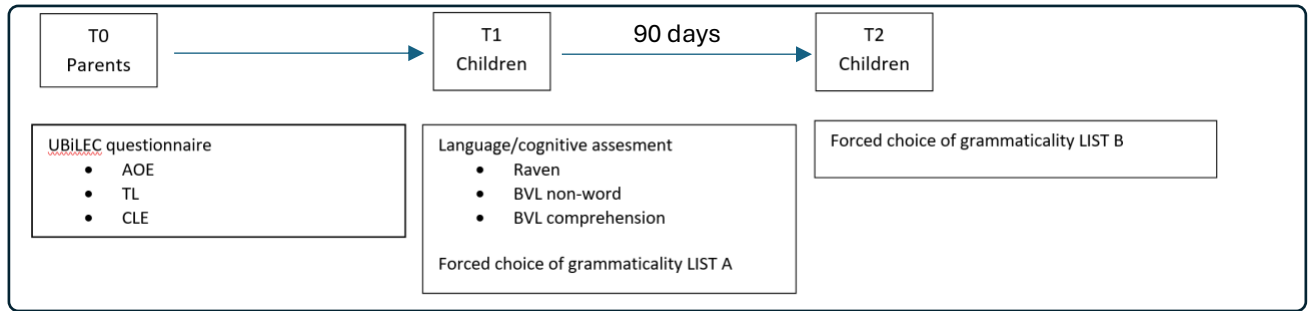 T0
Parents
T1
Children
90 days
T2
Children
UBiLEC questionnaire
• AOE
• TL
• CLE
Language/cognitive assesment
• Raven
• BVL non-word
• BVL comprehension
Forced choice of grammaticality LIST A
Forced choice of grammaticality LIST B